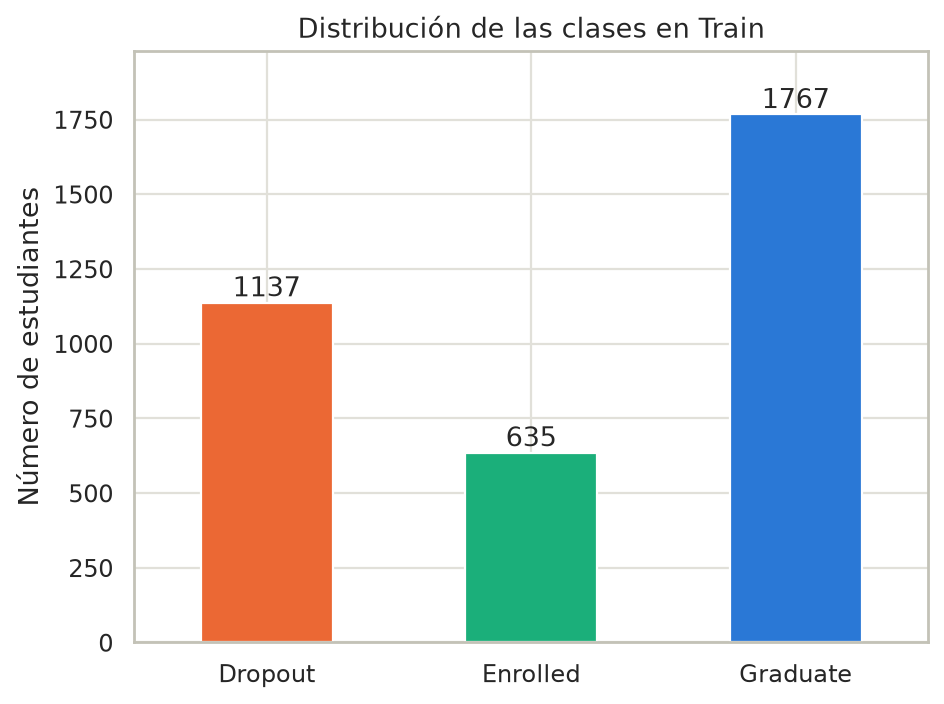 Distribución de las clases en Train
Número de estudiantes
1750
1500
1250
1000
750
500
250
0
1137
635
1767
Dropout
Enrolled
Graduate